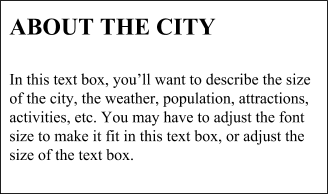 ABOUT THE CITY
In this text box, you’ll want to describe the size
of the city, the weather, population, attractions,
activities, etc. You may have to adjust the font
size to make it fit in this text box, or adjust the
size of the text box.